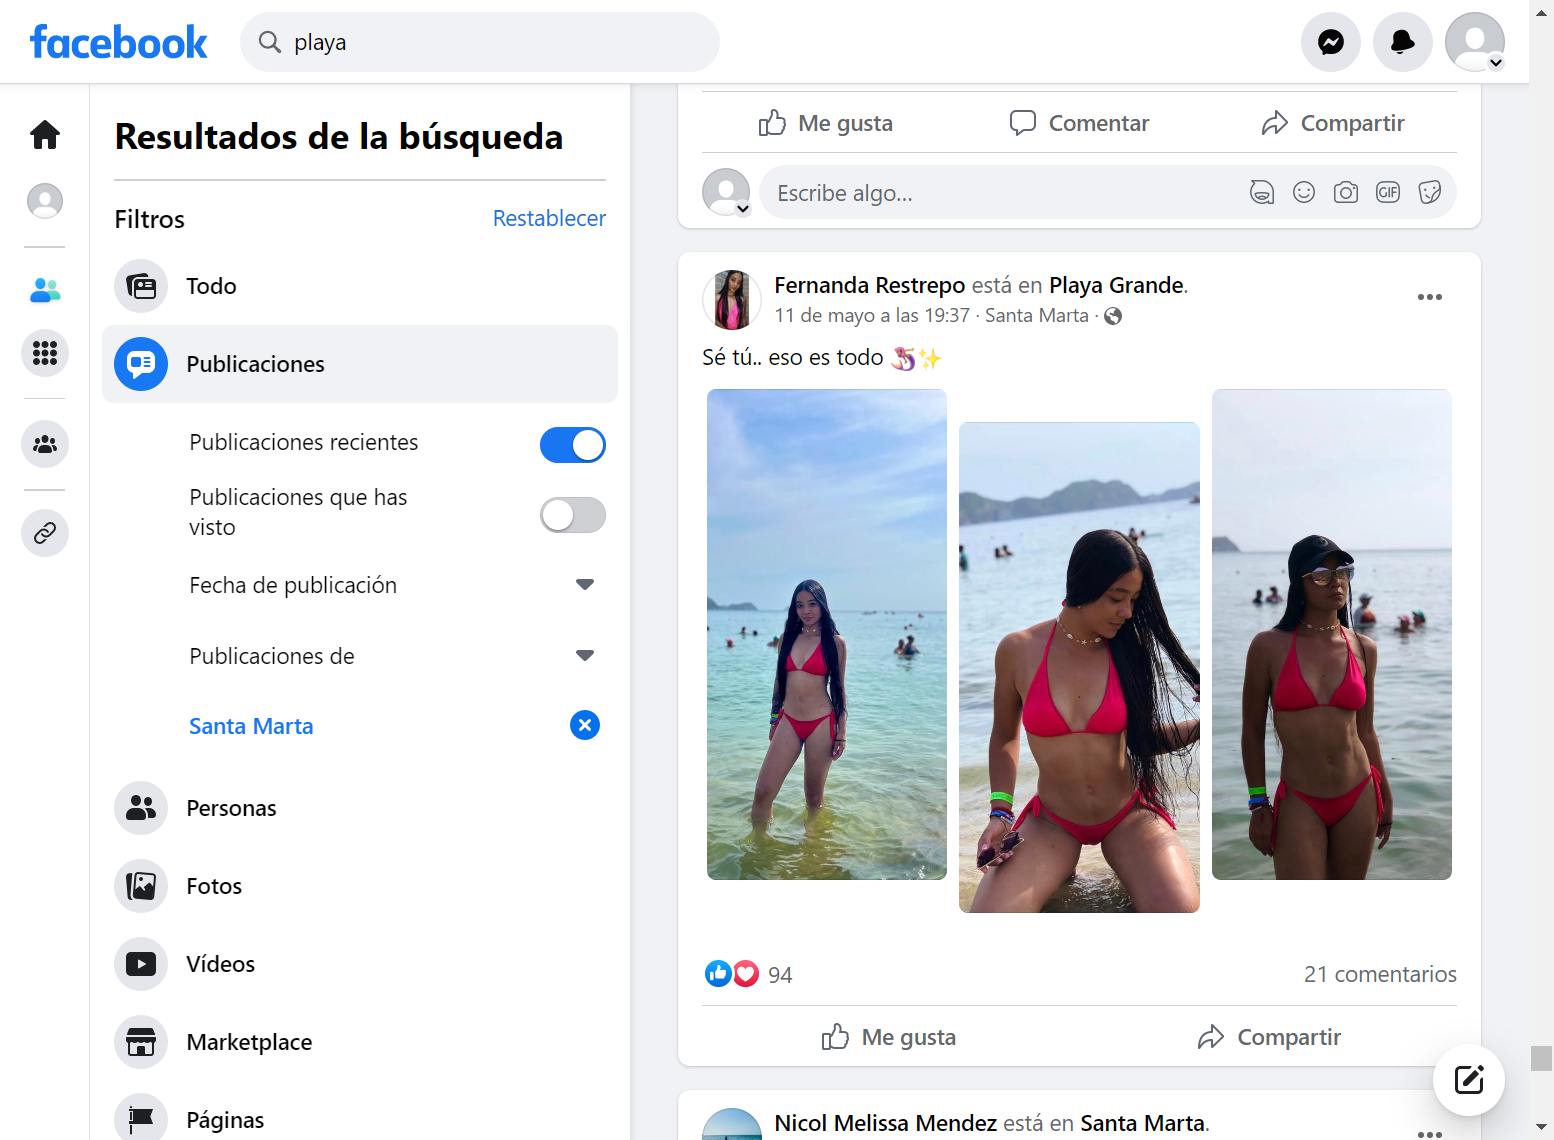 facebook
playa
Resultados de la búsqueda
Filtros
Restablecer
Todo
Publicaciones
Publicaciones recientes
Publicaciones que has
visto
Fecha de publicación
Publicaciones de
Santa Marta
Personas
Fotos
Vídeos
Marketplace
Páginas
Me gusta
Comentar
Compartir
Escribe algo...
GIF
Fernanda Restrepo está en Playa Grande.
11 de mayo a las 19:37 · Santa Marta ·
Sé tú.. eso es todo 🧜🏼‍♀️✨
94
21 comentarios
Me gusta
Compartir
Nicol Melissa Mendez está en Santa Marta.